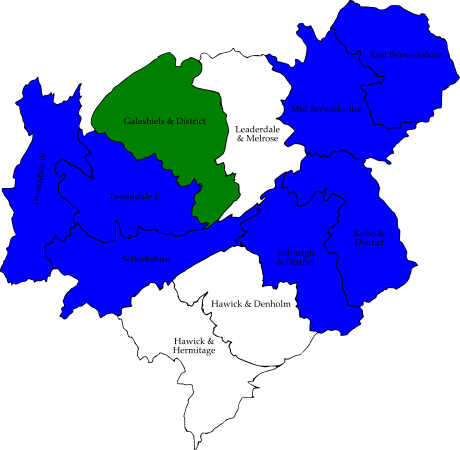 East Berwickshire
Mid Berwickshire
Galashiels & District
Leaderdale
& Melrose
Tweeddale W.
Tweeddale E.
Kelso &
District
Selkirkshire
Jedburgh
& District
Hawick & Denholm
Hawick &
Hermitage